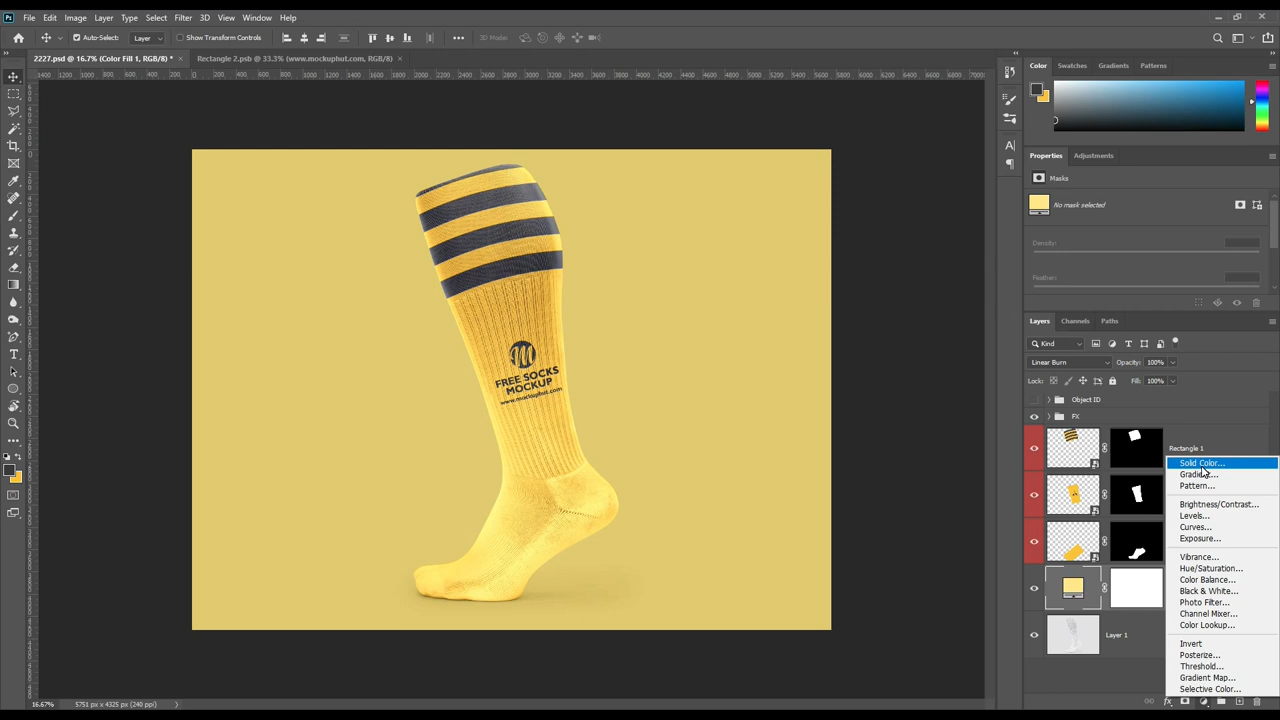 File Edit Image Layer Type Select Filter 3D View Window Help
Auto-Select: Layer Show Transform Controls 3D Mode:
2227.psd @ 16.7% (Color Fill 1, RGB/8) * × Rectangle 2.psb @ 33.3% (www.mockuphut.com, RGB/8) ×
Color Swatches Gradients Patterns
Properties Adjustments
Masks
No mask selected
Density:
Feather:
Layers Channels Paths
Kind
Linear Burn Opacity: 100%
Lock: Fill: 100%
Object ID
FX
Rectangle 1
Solid Color...
Gradient...
Pattern...
Brightness/Contrast...
Levels...
Curves...
Exposure...
Vibrance...
Hue/Saturation...
Color Balance...
Black & White...
Photo Filter...
Channel Mixer...
Color Lookup...
Invert
Posterize...
Threshold...
Gradient Map...
Selective Color...
Layer 1
M
FREE SOCKS
MOCKUP
www.mockuphut.com
16.67% 5751 px x 4325 px (240 ppi)